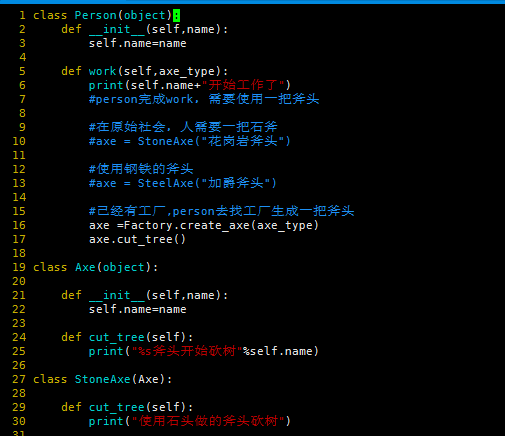 1 class Person(object):
2     def __init__(self,name):
3         self.name=name
4
5     def work(self,axe_type):
6         print(self.name+"开始工作了")
7         #person完成work, 需要使用一把斧头
8
9         #在原始社会, 人需要一把石斧
10         #axe = StoneAxe("花岗岩斧头")
11
12         #使用钢铁的斧头
13         #axe = SteelAxe("加爵斧头")
14
15         #已经有工厂,person去找工厂生成一把斧头
16         axe =Factory.create_axe(axe_type)
17         axe.cut_tree()
18
19 class Axe(object):
20
21     def __init__(self,name):
22         self.name=name
23
24     def cut_tree(self):
25         print("%s斧头开始砍树"%self.name)
26
27 class StoneAxe(Axe):
28
29     def cut_tree(self):
30         print("使用石头做的斧头砍树")
31